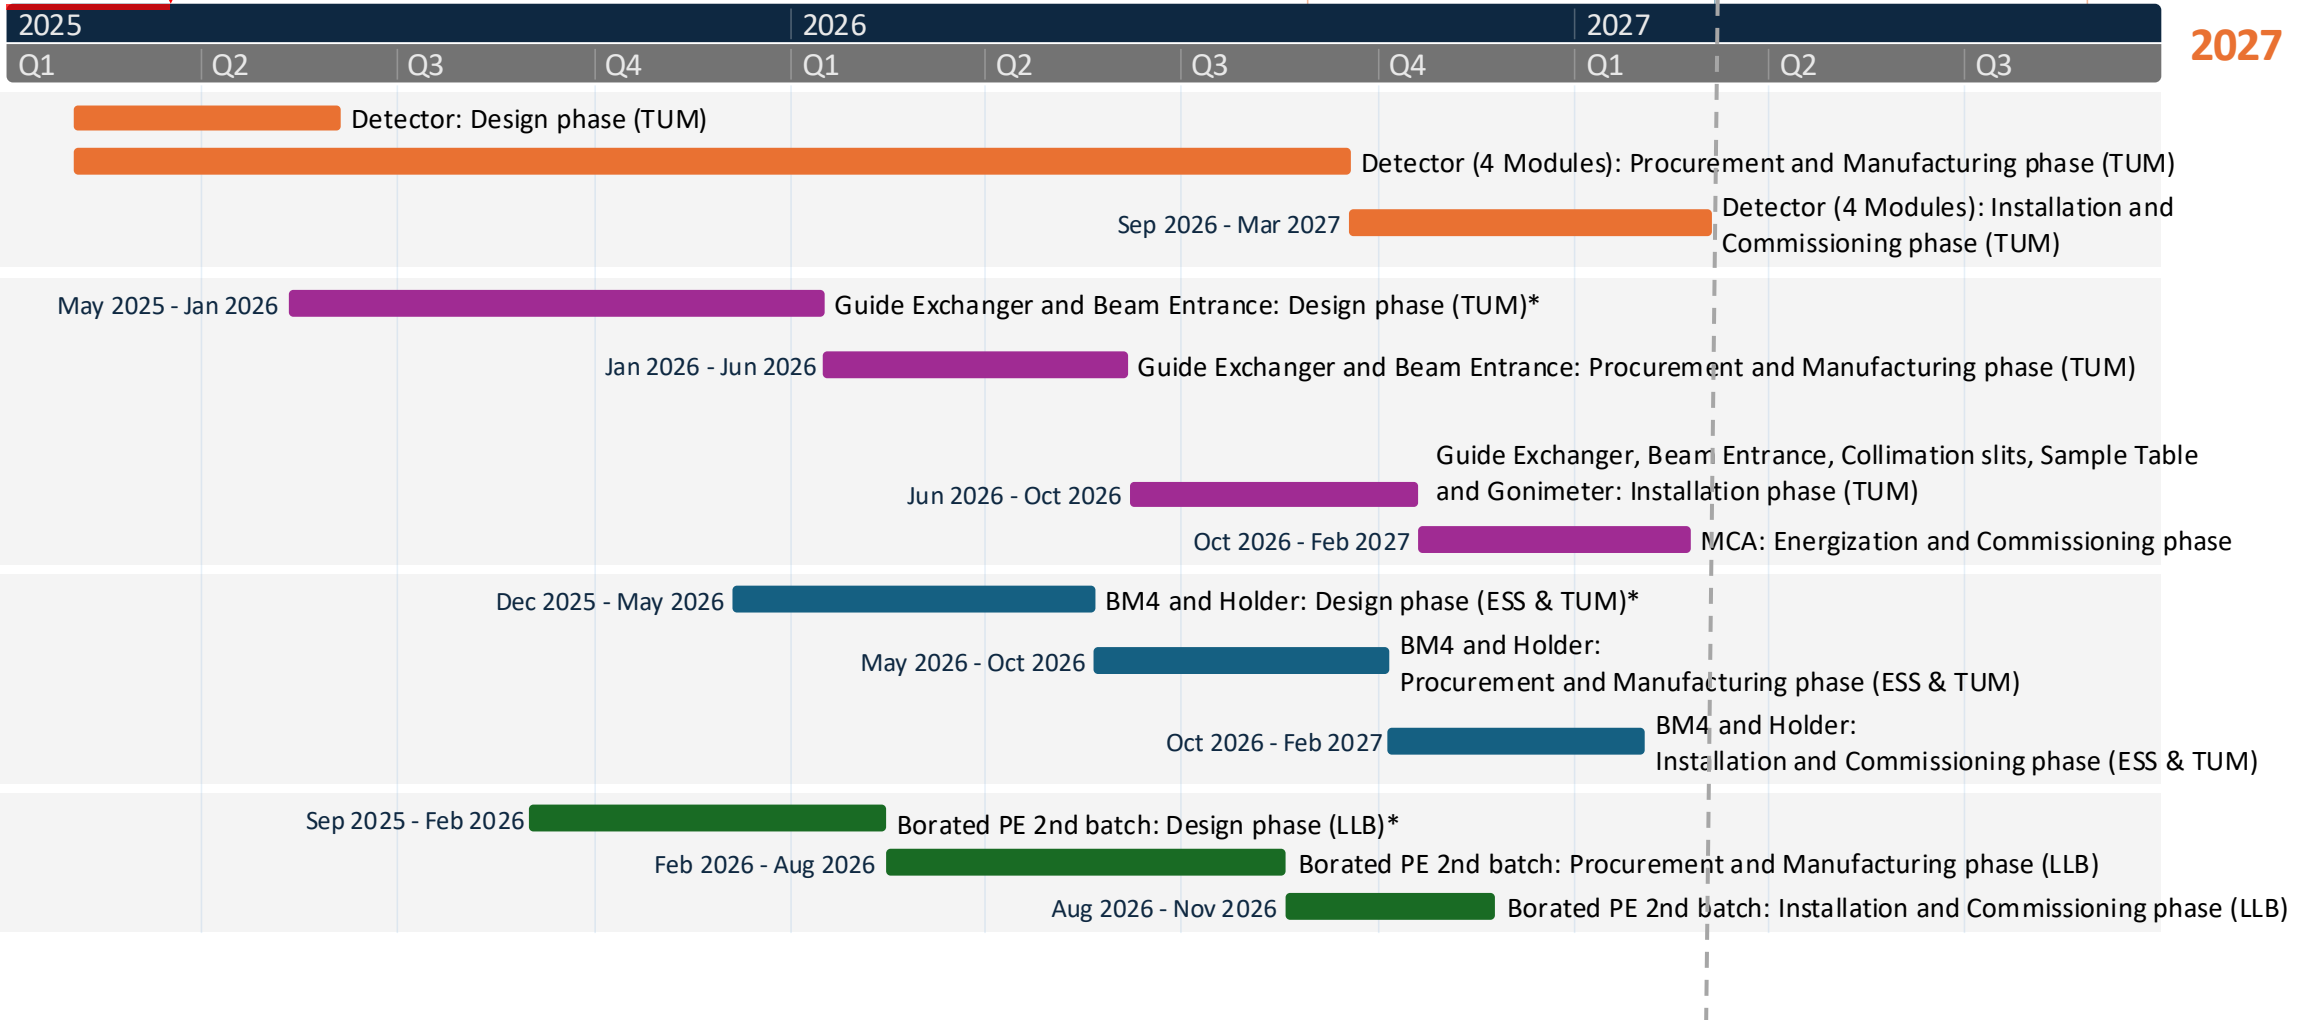 2025 2026 2027
2027
Q1 Q2 Q3 Q4 Q1 Q2 Q3 Q4 Q1 Q2 Q3
Detector: Design phase (TUM)
Detector (4 Modules): Procurement and Manufacturing phase (TUM)
Sep 2026 - Mar 2027
Detector (4 Modules): Installation and
Commissioning phase (TUM)
May 2025 - Jan 2026 Guide Exchanger and Beam Entrance: Design phase (TUM)*
Jan 2026 - Jun 2026 Guide Exchanger and Beam Entrance: Procurement and Manufacturing phase (TUM)
Jun 2026 - Oct 2026
Guide Exchanger, Beam Entrance, Collimation slits, Sample Table
and Gonimeter: Installation phase (TUM)
Oct 2026 - Feb 2027 MCA: Energization and Commissioning phase
Dec 2025 - May 2026 BM4 and Holder: Design phase (ESS & TUM)*
May 2026 - Oct 2026
BM4 and Holder:
Procurement and Manufacturing phase (ESS & TUM)
Oct 2026 - Feb 2027
BM4 and Holder:
Installation and Commissioning phase (ESS & TUM)
Sep 2025 - Feb 2026 Borated PE 2nd batch: Design phase (LLB)*
Feb 2026 - Aug 2026 Borated PE 2nd batch: Procurement and Manufacturing phase (LLB)
Aug 2026 - Nov 2026 Borated PE 2nd batch: Installation and Commissioning phase (LLB)